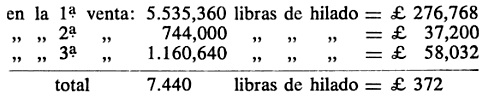 en la 1ª venta: 5.535,360 libras de hilado = £ 276,768
„ „ 2ª „ 744,000 „ „ „ = £ 37,200
„ „ 3ª „ 1.160,640 „ „ „ = £ 58,032
total 7.440 libras de hilado = £ 372